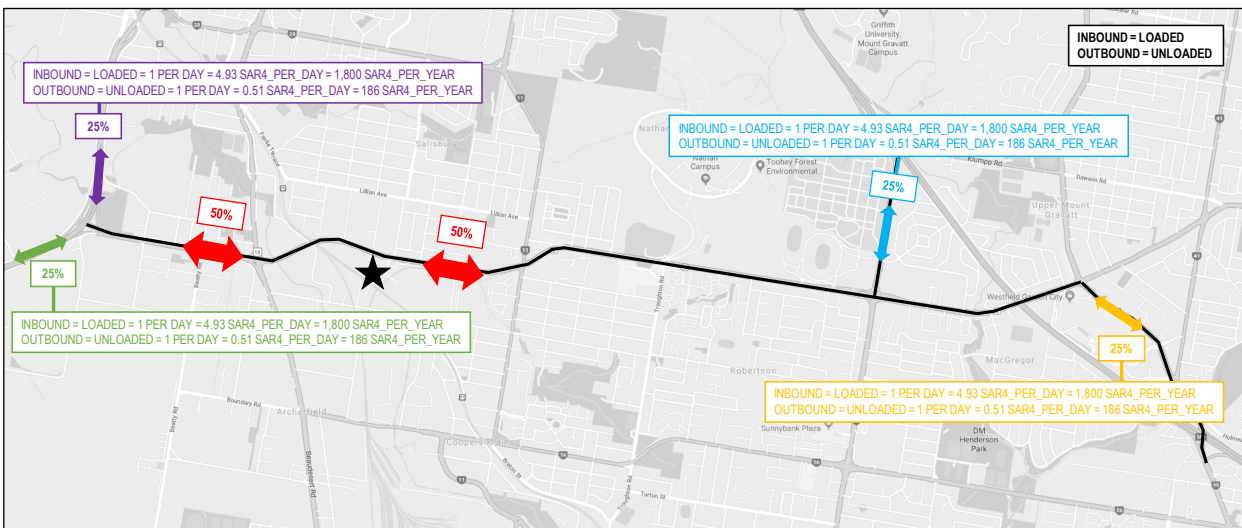 INBOUND = LOADED
OUTBOUND = UNLOADED
Griffith
University,
Mount Gravatt
Campus
INBOUND = LOADED = 1 PER DAY = 4.93 SAR4_PER_DAY = 1,800 SAR4_PER_YEAR
OUTBOUND = UNLOADED = 1 PER DAY = 0.51 SAR4_PER_DAY = 186 SAR4_PER_YEAR
25%
INBOUND = LOADED = 1 PER DAY = 4.93 SAR4_PER_DAY = 1,800 SAR4_PER_YEAR
OUTBOUND = UNLOADED = 1 PER DAY = 0.51 SAR4_PER_DAY = 186 SAR4_PER_YEAR
25%
Salisbury
Lillian Ave
Lillian Ave
Nathan
Campus
Toohey Forest
Environmental
Klumpp Rd
Dawson Rd
Upper Mount
Gravatt
50%
50%
25%
Beatty Rd
Troughton Rd
Westfield Garden City
INBOUND = LOADED = 1 PER DAY = 4.93 SAR4_PER_DAY = 1,800 SAR4_PER_YEAR
OUTBOUND = UNLOADED = 1 PER DAY = 0.51 SAR4_PER_DAY = 186 SAR4_PER_YEAR
25%
MacGregor
Robertson
INBOUND = LOADED = 1 PER DAY = 4.93 SAR4_PER_DAY = 1,800 SAR4_PER_YEAR
OUTBOUND = UNLOADED = 1 PER DAY = 0.51 SAR4_PER_DAY = 186 SAR4_PER_YEAR
Boundary Rd
Archerfield
Beatty Rd
Beaudesert Rd
Coopers Plains
Troughton Rd
Sunnybank Plaza
DM
Henderson
Park
Turton St